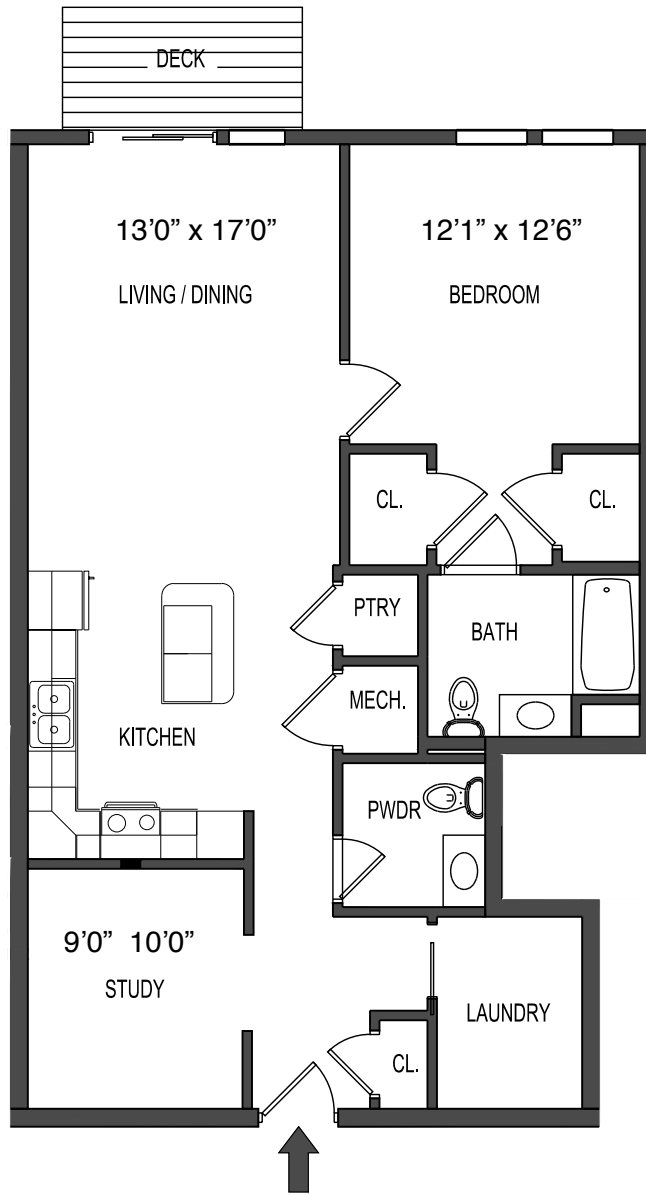 DECK
13’0” x 17’0”
LIVING / DINING
12’1” x 12’6”
BEDROOM
CL.
CL.
PTRY
BATH
MECH.
KITCHEN
PWDR
9’0” 10’0”
STUDY
LAUNDRY
CL.